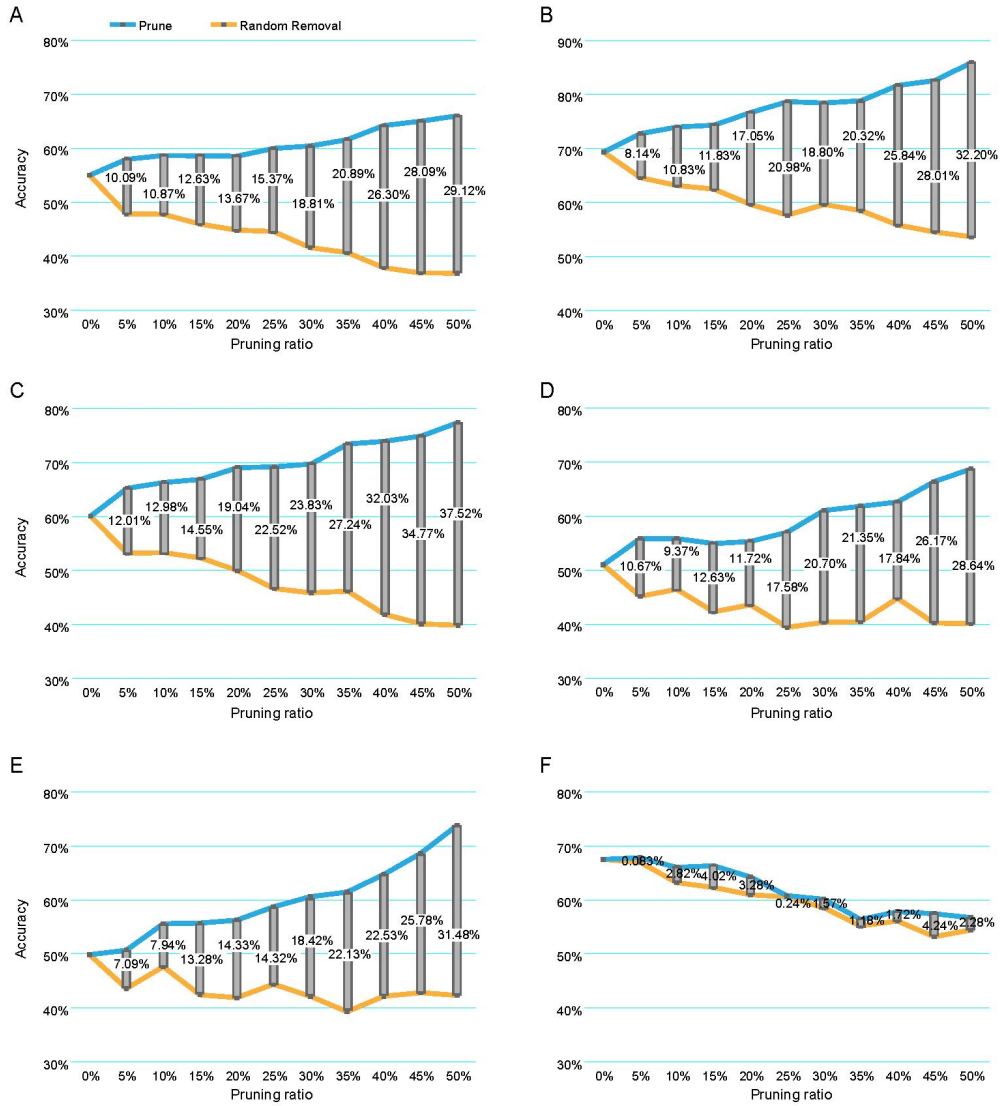 A
Prune Random Removal
80%
70%
60%
50%
40%
30%
Accuracy
10.09% 10.87% 12.63% 13.67% 15.37% 18.81% 20.89% 26.30% 28.09% 29.12%
0% 5% 10% 15% 20% 25% 30% 35% 40% 45% 50%
Pruning ratio
B
90%
80%
70%
60%
50%
40%
8.14% 10.83% 11.83% 17.05% 20.98% 18.80% 20.32% 25.84% 28.01% 32.20%
0% 5% 10% 15% 20% 25% 30% 35% 40% 45% 50%
Pruning ratio
C
80%
70%
60%
50%
40%
30%
Accuracy
12.01% 12.98% 14.55% 19.04% 22.52% 23.83% 27.24% 32.03% 34.77% 37.52%
0% 5% 10% 15% 20% 25% 30% 35% 40% 45% 50%
Pruning ratio
D
80%
70%
60%
50%
40%
30%
10.67% 9.37% 12.63% 11.72% 17.58% 20.70% 21.35% 17.84% 26.17% 28.64%
0% 5% 10% 15% 20% 25% 30% 35% 40% 45% 50%
Pruning ratio
E
80%
70%
60%
50%
40%
30%
Accuracy
7.09% 7.94% 13.28% 14.33% 14.32% 18.42% 22.13% 22.53% 25.78% 31.48%
0% 5% 10% 15% 20% 25% 30% 35% 40% 45% 50%
Pruning ratio
F
80%
70%
60%
50%
40%
30%
0.083% 2.82% 4.02% 3.28% 0.24% 1.57% 1.18% 1.72% 4.24% 2.28%
0% 5% 10% 15% 20% 25% 30% 35% 40% 45% 50%
Pruning ratio